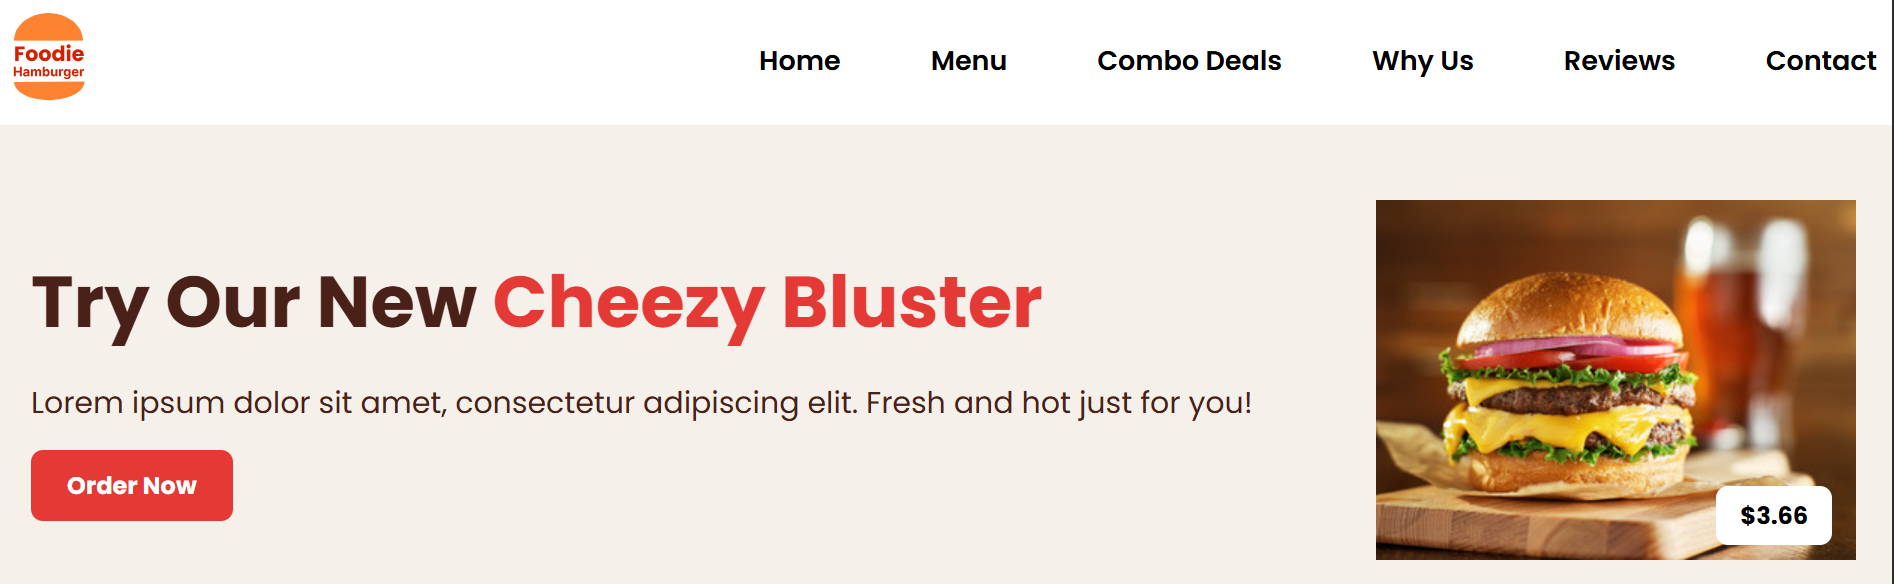 Foodie
Hamburger
Home Menu Combo Deals Why Us Reviews Contact
Try Our New Cheezy Bluster
Lorem ipsum dolor sit amet, consectetur adipiscing elit. Fresh and hot just for you!
Order Now
$3.66